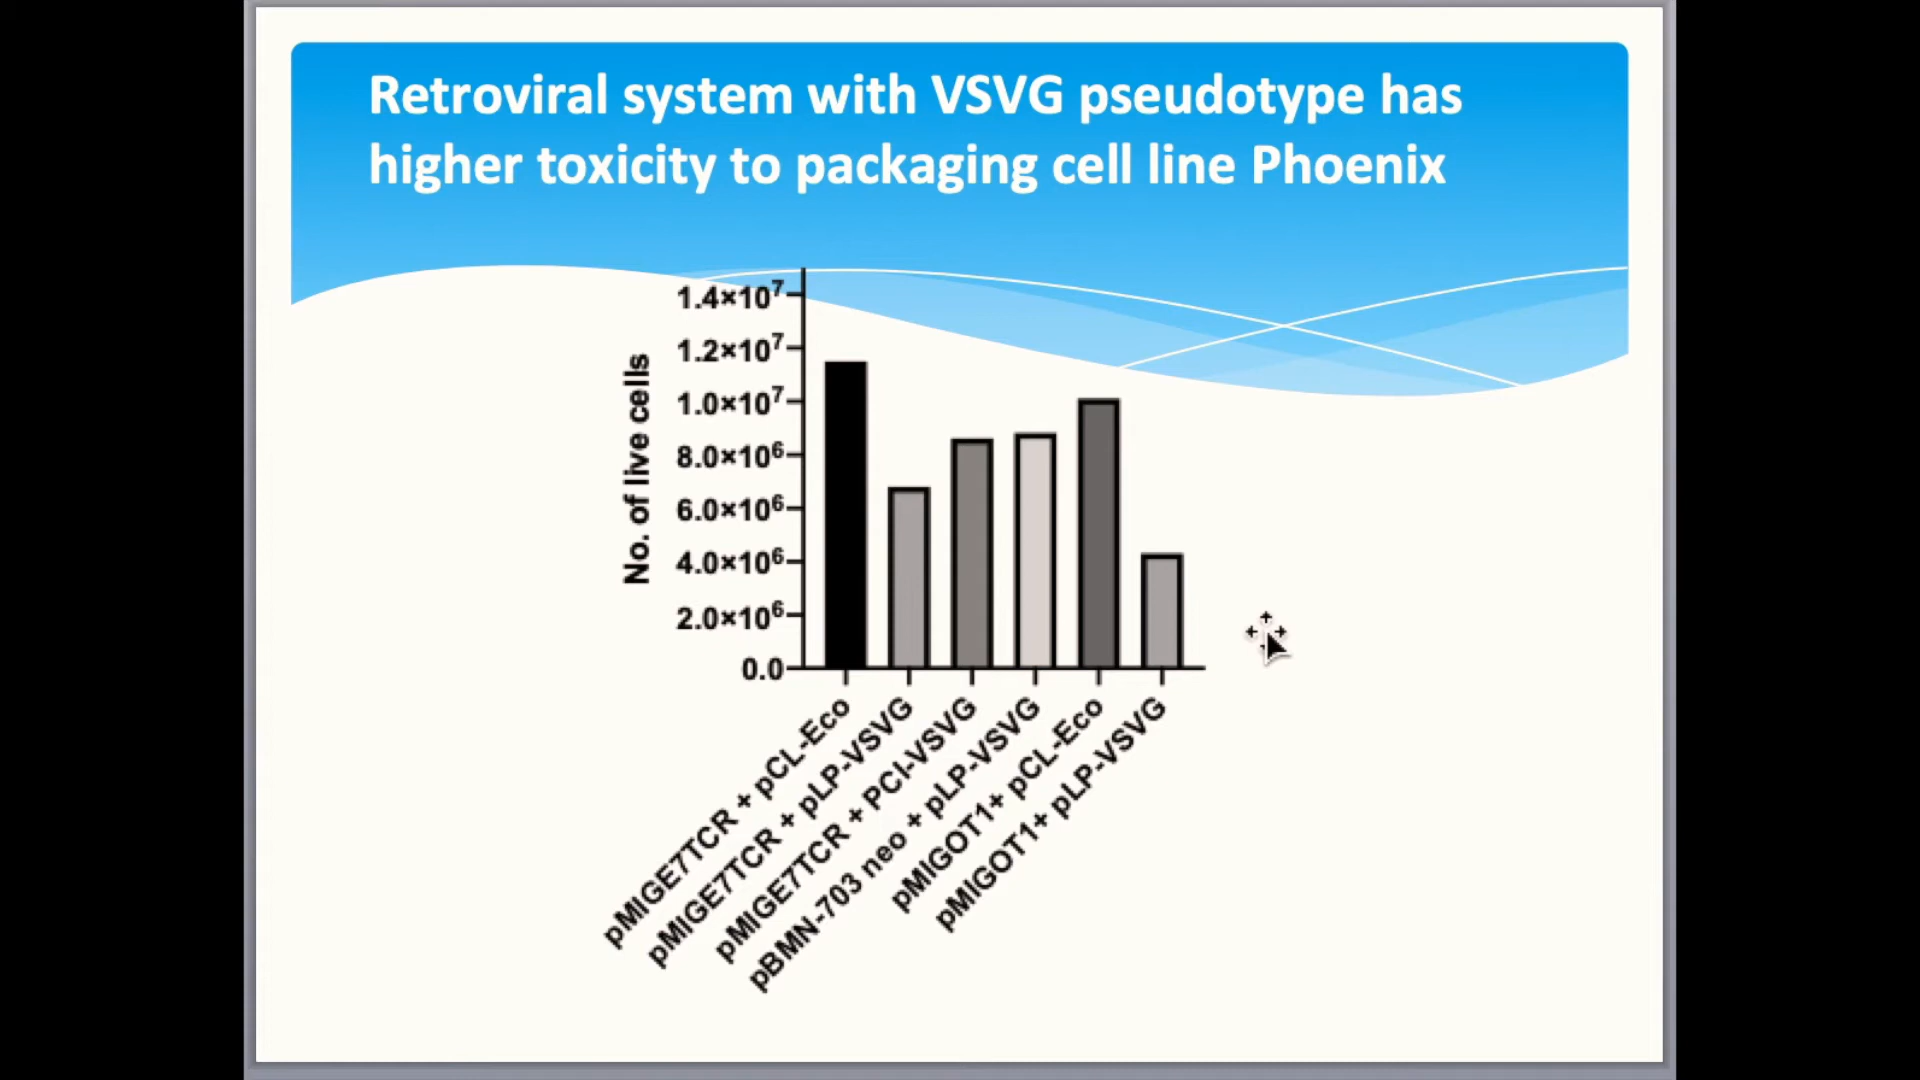 Retroviral system with VSVG pseudotype has
higher toxicity to packaging cell line Phoenix
No. of live cells
1.4×10⁷
1.2×10⁷
1.0×10⁷
8.0×10⁶
6.0×10⁶
4.0×10⁶
2.0×10⁶
0.0
pMIGE7TCR + pCL-Eco
pMIGE7TCR + pLP-VSVG
pMIGE7TCR + PCI-VSVG
pBMN-703 neo + pLP-VSVG
pMIGOT1+ pCL-Eco
pMIGOT1+ pLP-VSVG